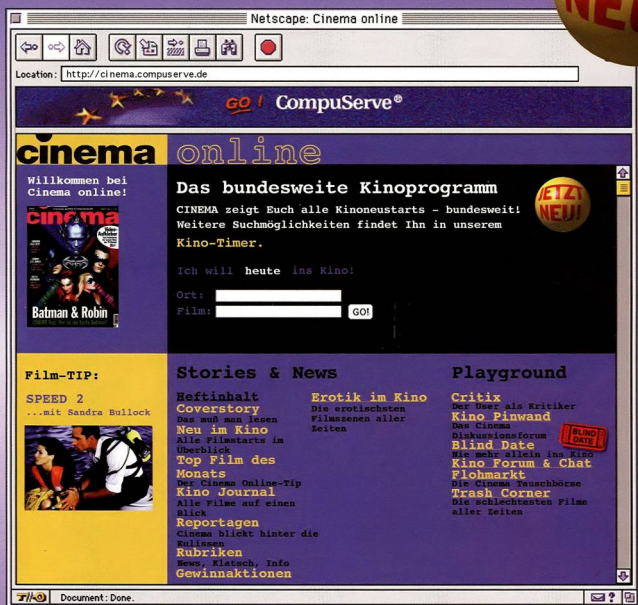 NEU
Netscape: Cinema online
Location: http://cinema.compuserve.de
GO! CompuServe®
cinema online
Willkommen bei
Cinema online!
cinema
Batman & Robin
Das bundesweite Kinoprogramm
JETZT
NEU!
CINEMA zeigt Euch alle Kinoneustarts - bundesweit!
Weitere Suchmöglichkeiten findet Ihn in unserem
Kino-Timer.
Ich will heute ins Kino!
Ort:
Film: GO!
Film-TIP:
SPEED 2
...mit Sandra Bullock
Stories & News
Heftinhalt
Coverstory
Das muß man lesen
Neu im Kino
Alle Filmstarts im
Überblick
Top Film des
Monats
Der Cinema Online-Tip
Kino Journal
Alle Filme auf einen
Blick
Reportagen
Cinema blickt hinter die
Kulissen
Rubriken
News, Klatsch, Info
Gewinnaktionen
Erotik im Kino
Die erotischsten
Filmszenen aller
Zeiten
Playground
Critix
Der User als Kritiker
Kino Pinwand
Das Cinema
Diskussionsforum
Blind Date
BLIND
DATE
Nie mehr allein ins Kino
Kino Forum & Chat
Flohmarkt
Die Cinema Tauschbörse
Trash Corner
Die schlechtesten Filme
aller Zeiten
Document: Done.